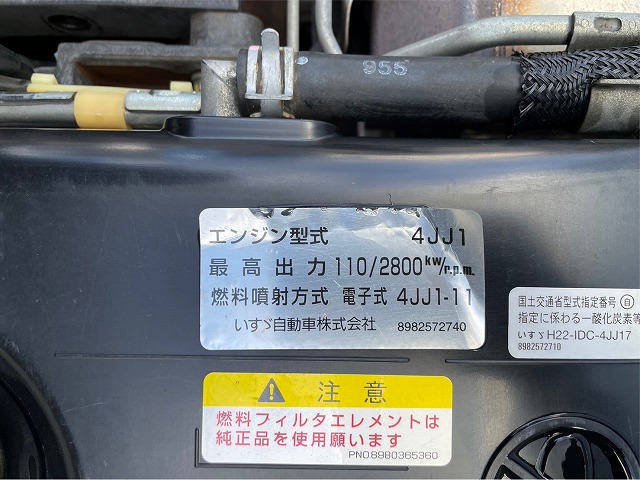 955
エンジン型式 4JJ1
最高出力 110/2800kw/r.p.m.
燃料噴射方式 電子式 4JJ1-11
いすゞ自動車株式会社 8982572740
国土交通省型式指定番号 自
指定に係わる一酸化炭素等
いすゞH22-IDC-4JJ17
8982572710
注意
燃料フィルタエレメントは
純正品を使用願います
PNO.8980365360